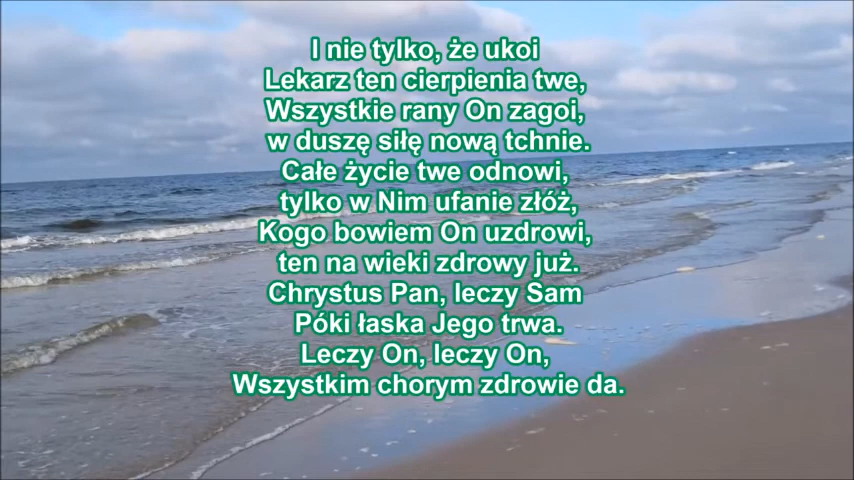 I nie tylko, że ukoi
Lekarz ten cierpienia twe,
Wszystkie rany On zagoi,
w duszę siłę nową tchnie.
Całe życie twe odnowi,
tylko w Nim ufanie złóż,
Kogo bowiem On uzdrowi,
ten na wieki zdrowy już.
Chrystus Pan, leczy Sam
Póki łaska Jego trwa.
Leczy On, leczy On,
Wszystkim chorym zdrowie da.